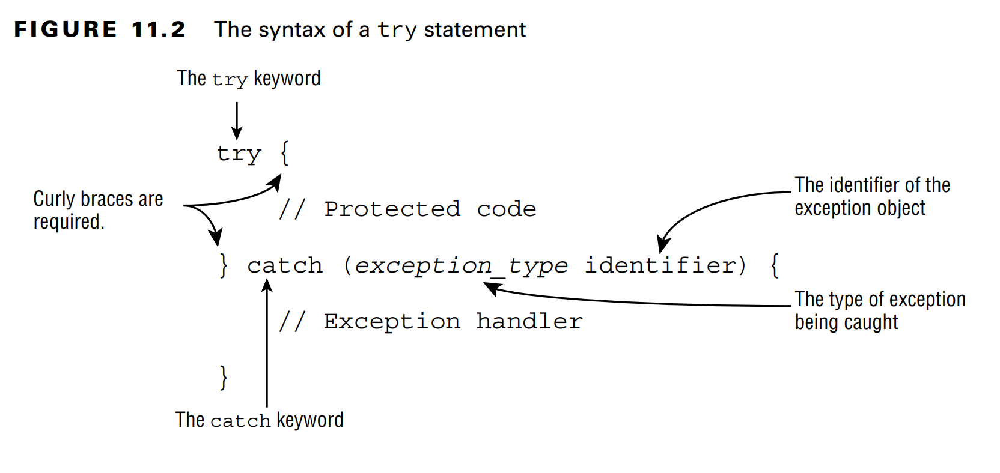 FIGURE 11.2 The syntax of a try statement
The try keyword
try {
Curly braces are
required.
// Protected code
The identifier of the
exception object
} catch (exception_type identifier) {
The type of exception
being caught
// Exception handler
}
The catch keyword